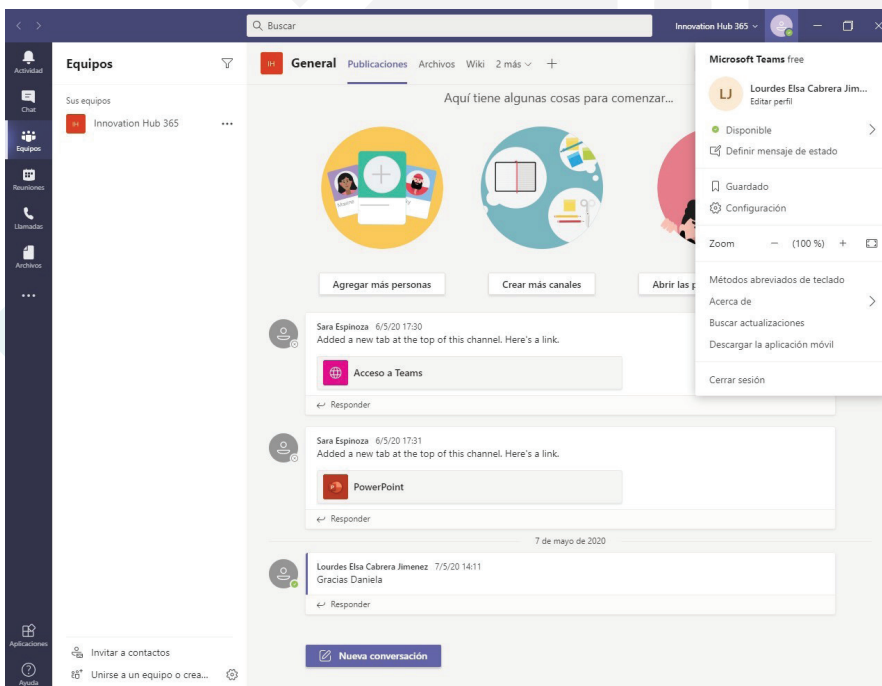 Buscar
Innovation Hub 365
Actividad
Chat
Equipos
Reuniones
Llamadas
Archivos
Aplicaciones
Ayuda
Equipos
Sus equipos
IH
Innovation Hub 365
Invitar a contactos
Unirse a un equipo o crea...
IH
General Publicaciones Archivos Wiki 2 más
Aquí tiene algunas cosas para comenzar...
Maxine
Agregar más personas
Crear más canales
Abrir las p
Sara Espinoza 6/5/20 17:30
Added a new tab at the top of this channel. Here's a link.
Acceso a Teams
Responder
Sara Espinoza 6/5/20 17:31
Added a new tab at the top of this channel. Here's a link.
PowerPoint
Responder
7 de mayo de 2020
Lourdes Elsa Cabrera Jimenez 7/5/20 14:11
Gracias Daniela
Responder
Nueva conversación
Microsoft Teams free
LJ
Lourdes Elsa Cabrera Jim...
Editar perfil
Disponible
Definir mensaje de estado
Guardado
Configuración
Zoom − (100 %) +
Métodos abreviados de teclado
Acerca de
Buscar actualizaciones
Descargar la aplicación móvil
Cerrar sesión